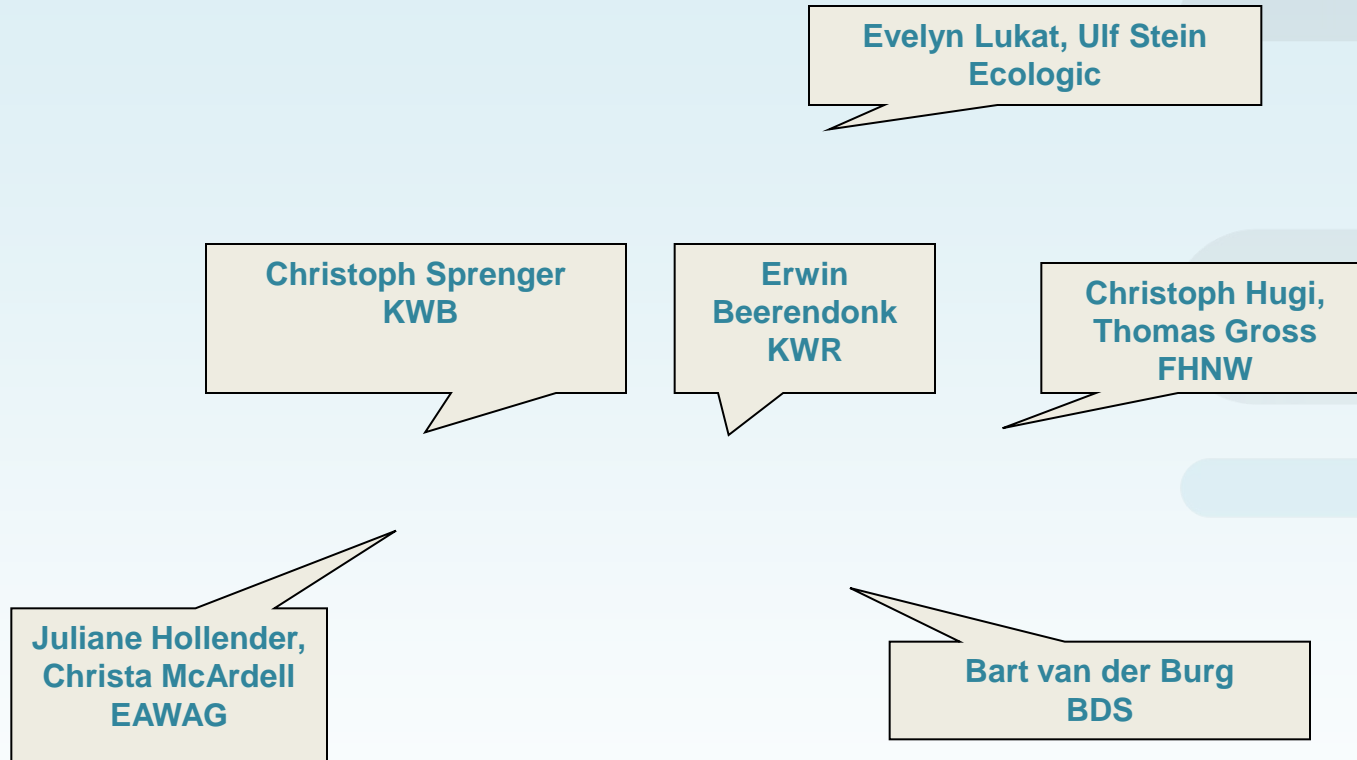 Evelyn Lukat, Ulf Stein
Ecologic
Christoph Sprenger
KWB
Erwin
Beerendonk
KWR
Christoph Hugi,
Thomas Gross
FHNW
Juliane Hollender,
Christa McArdell
EAWAG
Bart van der Burg
BDS